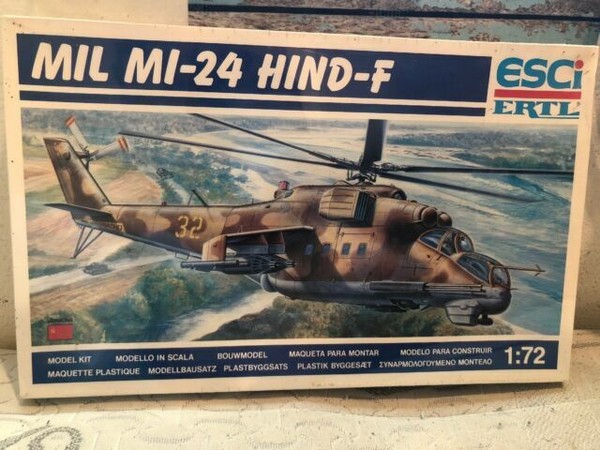 MIL MI-24 HIND-F
ESCi
ERTL
32
MODEL KIT MODELLO IN SCALA BOUWMODEL MAQUETA PARA MONTAR MODELO PARA CONSTRUIR
MAQUETTE PLASTIQUE MODELLBAUSATZ PLASTBYGGSATS PLASTIK BYGGESÆT ΣΥΝΑΡΜΟΛΟΓΟΥΜΕΝΟ ΜΟΝΤΕΛΟ
1:72